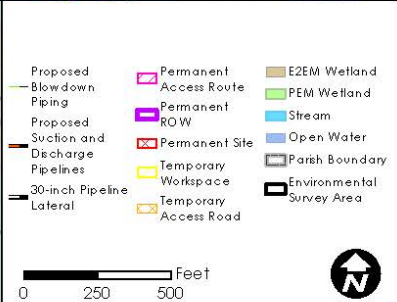 Proposed
Blowdown
Piping
Proposed
Suction and
Discharge
Pipelines
30-inch Pipeline
Lateral
Permanent
Access Route
Permanent
ROW
Permanent Site
Temporary
Workspace
Temporary
Access Road
E2EM Wetland
PEM Wetland
Stream
Open Water
Parish Boundary
Environmental
Survey Area
Feet
0 250 500
N